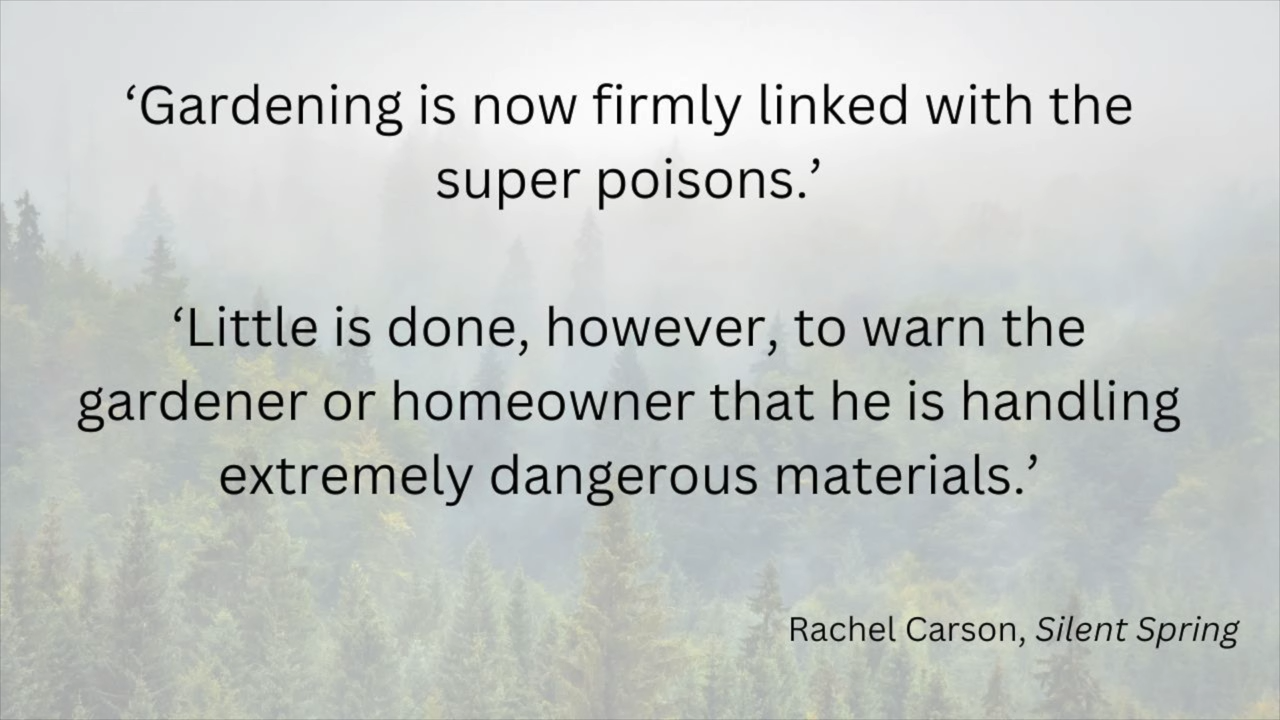 ‘Gardening is now firmly linked with the
super poisons.’
‘Little is done, however, to warn the
gardener or homeowner that he is handling
extremely dangerous materials.’
Rachel Carson, Silent Spring